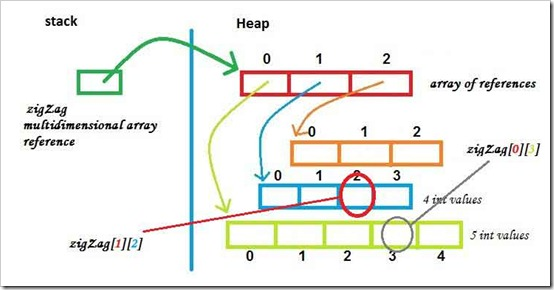 stack
Heap
0 1 2
array of references
zigZag
multidimensional array
reference
0 1 2
zigZag[0][3]
0 1 2 3
4 int values
zigZag[1][2]
5 int values
0 1 2 3 4